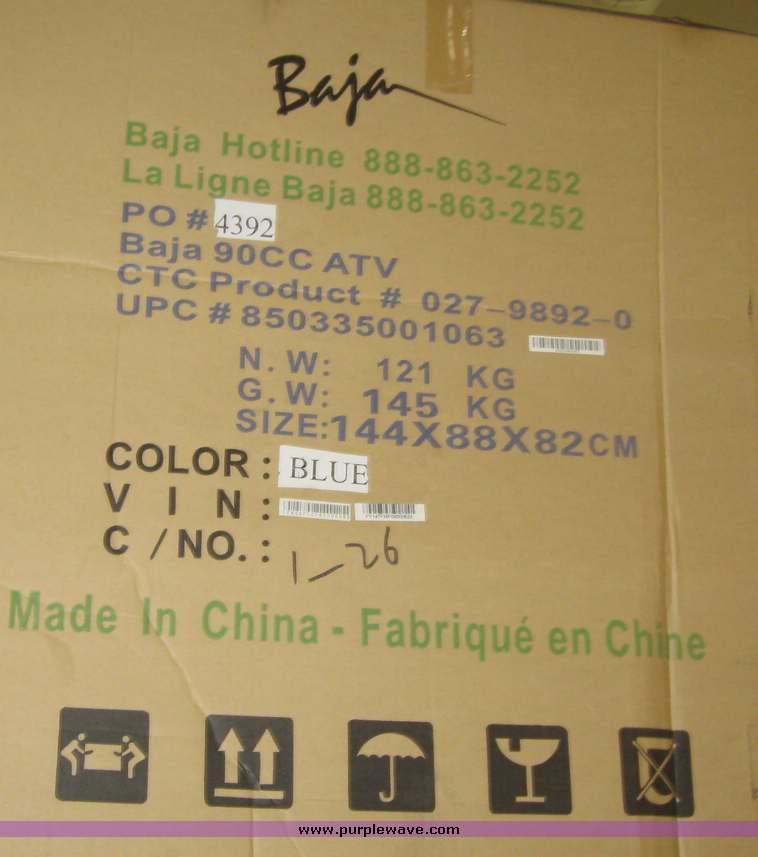 Baja
Baja Hotline 888-863-2252
La Ligne Baja 888-863-2252
PO # 4392
Baja 90CC ATV
CTC Product # 027-9892-0
UPC # 850335001063
N. W: 121 KG
G. W: 145 KG
SIZE:144X88X82CM
COLOR : BLUE
V I N :
C /NO. : 1-26
Made In China - Fabriqué en Chine
www.purplewave.com